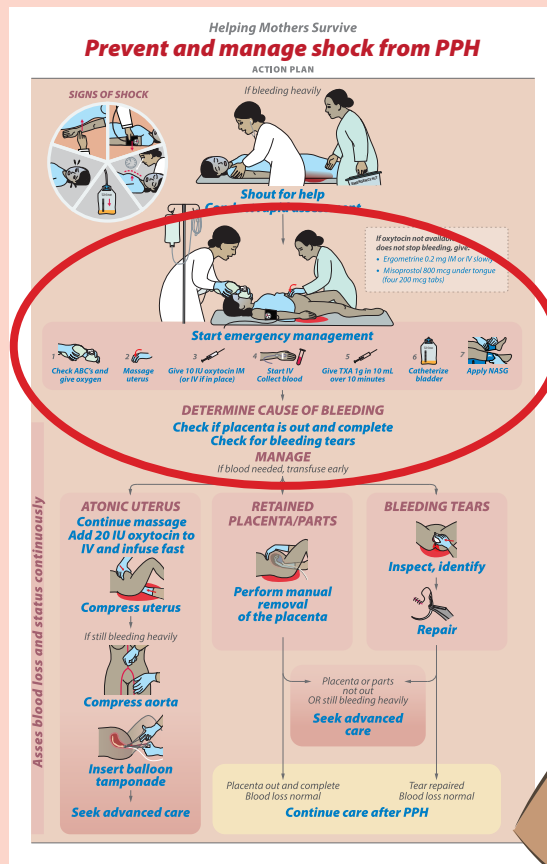 Helping Mothers Survive
Prevent and manage shock from PPH
ACTION PLAN
SIGNS OF SHOCK
If bleeding heavily
Shout for help
rapid
If oxytocin not available
does not stop bleeding, give:
• Ergometrine 0.2 mg IM or IV slowly
• Misoprostol 800 mcg under tongue
(four 200 mcg tabs)
Start emergency management
1
Check ABC's and
give oxygen
2
Massage
uterus
3
Give 10 IU oxytocin IM
(or IV if in place)
4
Start IV
Collect blood
5
Give TXA 1g in 10 mL
over 10 minutes
6
Catheterize
bladder
7
Apply NASG
DETERMINE CAUSE OF BLEEDING
Check if placenta is out and complete
Check for bleeding tears
MANAGE
If blood needed, transfuse early
Asses blood loss and status continuously
ATONIC UTERUS
Continue massage
Add 20 IU oxytocin to
IV and infuse fast
Compress uterus
If still bleeding heavily
Compress aorta
Insert balloon
tamponade
Seek advanced care
RETAINED
PLACENTA/PARTS
Perform manual
removal
of the placenta
BLEEDING TEARS
Inspect, identify
Repair
Placenta or parts
not out
OR still bleeding heavily
Seek advanced
care
Placenta out and complete
Blood loss normal
Tear repaired
Blood loss normal
Continue care after PPH